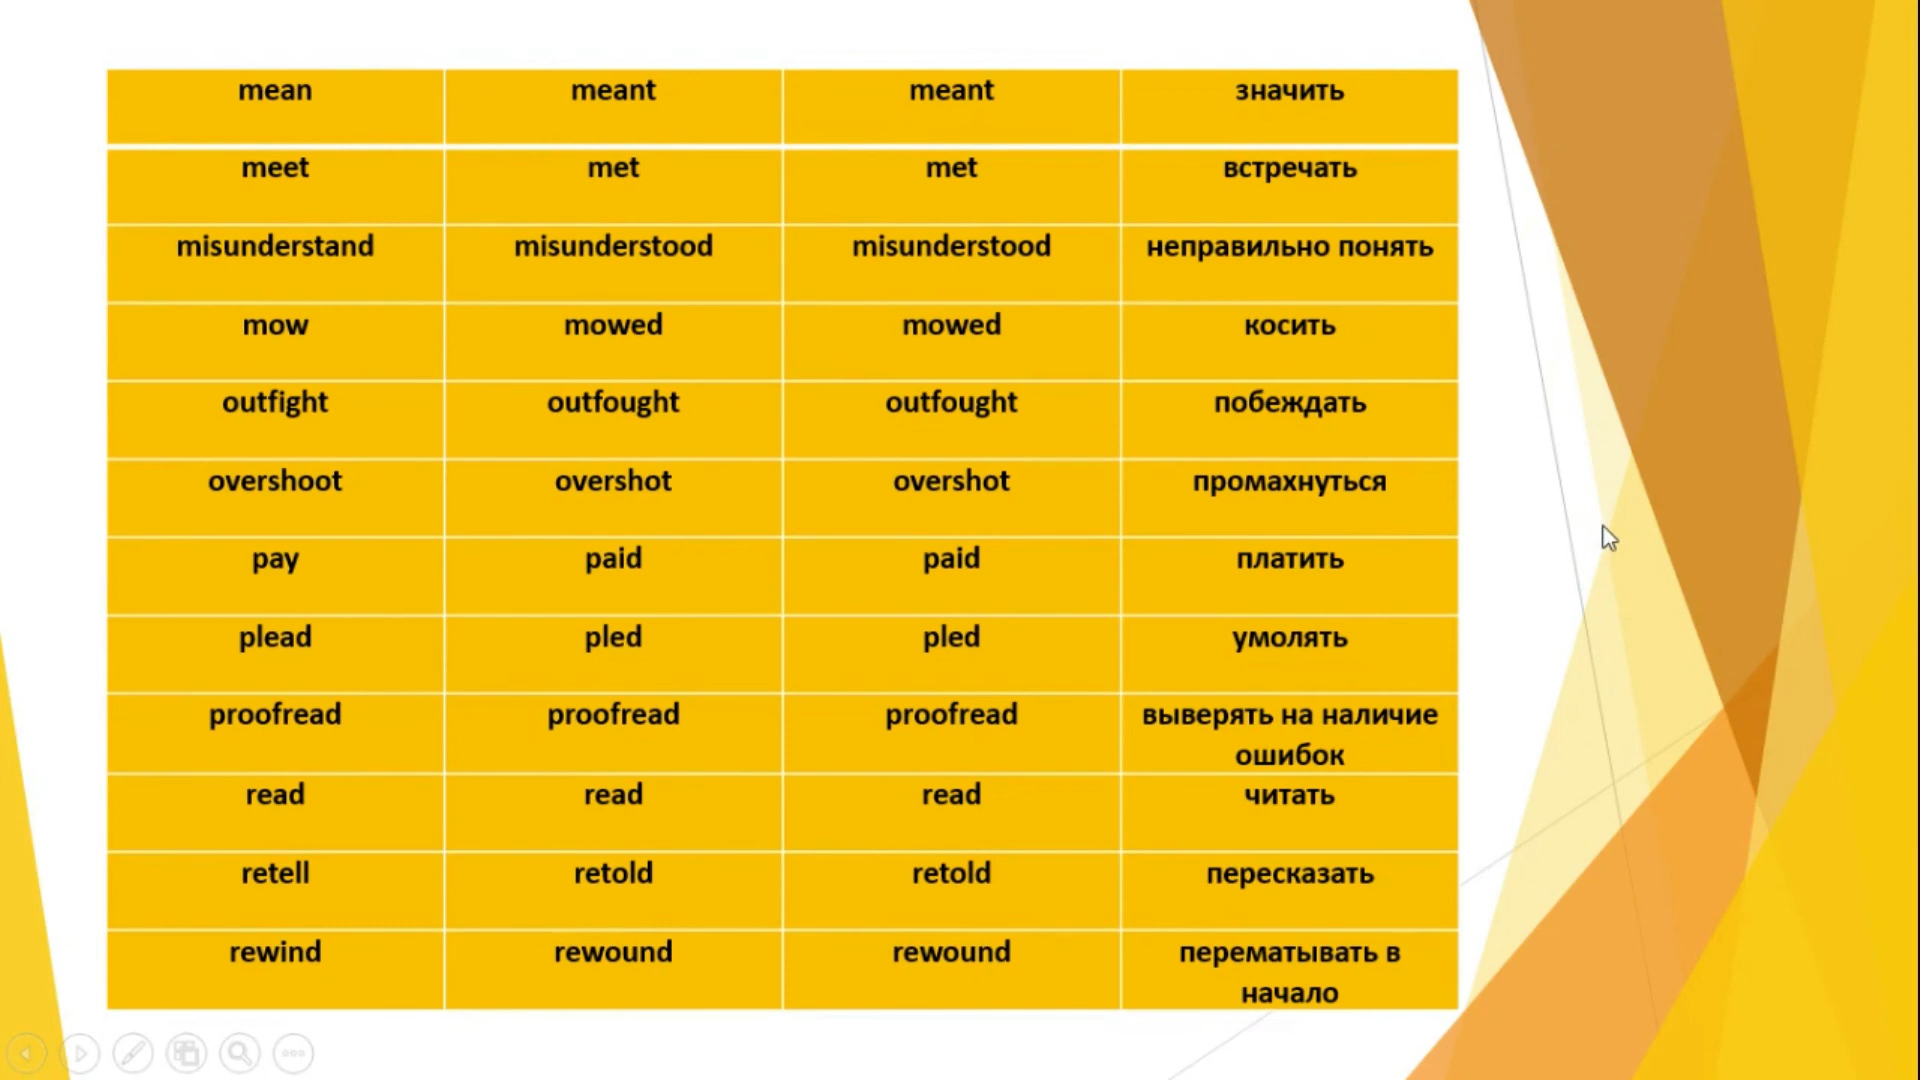 mean meant meant значить
meet met met встречать
misunderstand misunderstood misunderstood неправильно понять
mow mowed mowed косить
outfight outfought outfought побеждать
overshoot overshot overshot промахнуться
pay paid paid платить
plead pled pled умолять
proofread proofread proofread выверять на наличие
ошибок
read read read читать
retell retold retold пересказать
rewind rewound rewound перематывать в
начало